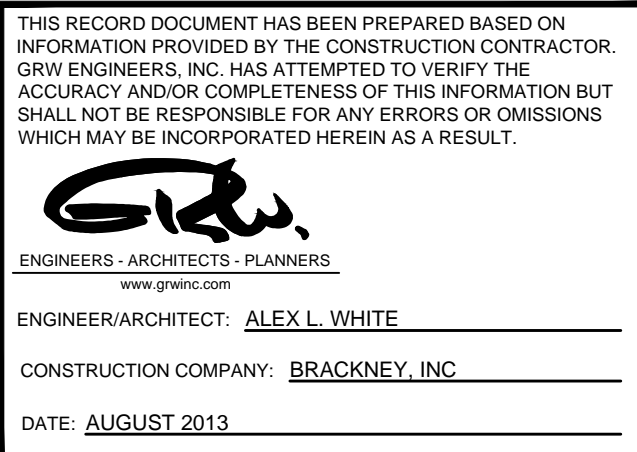 THIS RECORD DOCUMENT HAS BEEN PREPARED BASED ON
INFORMATION PROVIDED BY THE CONSTRUCTION CONTRACTOR.
GRW ENGINEERS, INC. HAS ATTEMPTED TO VERIFY THE
ACCURACY AND/OR COMPLETENESS OF THIS INFORMATION BUT
SHALL NOT BE RESPONSIBLE FOR ANY ERRORS OR OMISSIONS
WHICH MAY BE INCORPORATED HEREIN AS A RESULT.
GRW.
ENGINEERS - ARCHITECTS - PLANNERS
www.grwinc.com
ENGINEER/ARCHITECT: ALEX L. WHITE
CONSTRUCTION COMPANY: BRACKNEY, INC
DATE: AUGUST 2013